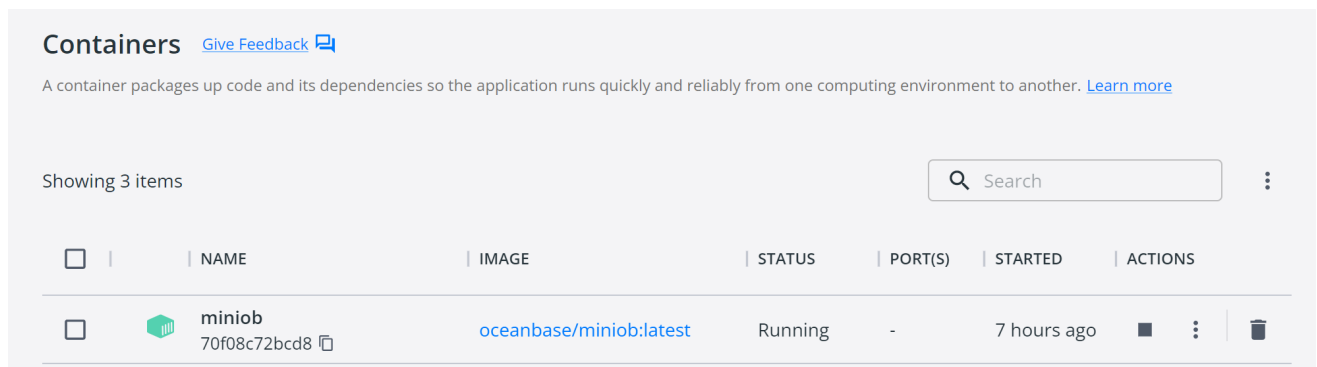 Containers Give Feedback
A container packages up code and its dependencies so the application runs quickly and reliably from one computing environment to another. Learn more
Showing 3 items
Search
NAME IMAGE STATUS PORT(S) STARTED ACTIONS
miniob
70f08c72bcd8
oceanbase/miniob:latest Running - 7 hours ago